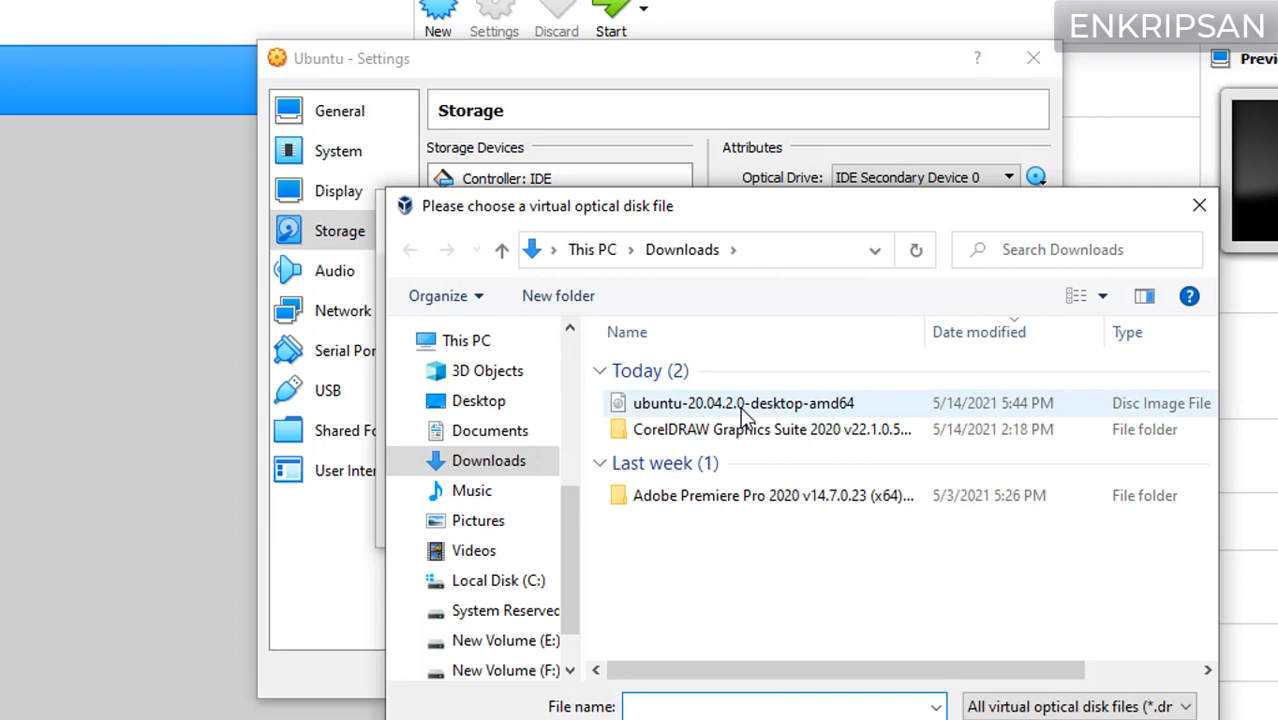 ENKRIPSAN
New Settings Discard Start
Ubuntu - Settings ?
General
Storage
System
Storage Devices Attributes
Display
Controller: IDE
Optical Drive: IDE Secondary Device 0
Storage
Audio
Network
Serial Por
USB
Shared Fo
User Inter
Please choose a virtual optical disk file
This PC Downloads Search Downloads
Organize New folder ?
This PC
3D Objects
Desktop
Documents
Downloads
Music
Pictures
Videos
Local Disk (C:)
System Reserved
New Volume (E:)
New Volume (F:)
Name Date modified Type
Today (2)
ubuntu-20.04.2.0-desktop-amd64 5/14/2021 5:44 PM Disc Image File
CorelDRAW Graphics Suite 2020 v22.1.0.5... 5/14/2021 2:18 PM File folder
Last week (1)
Adobe Premiere Pro 2020 v14.7.0.23 (x64)... 5/3/2021 5:26 PM File folder
File name: All virtual optical disk files (*.dr